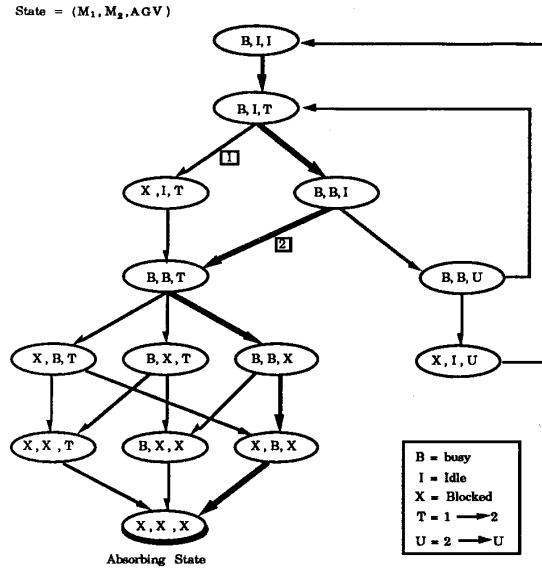 State = (M₁, M₂, AGV)
B, I, I
B, I, T
1
X , I, T
B, B, I
2
B, B, T
B, B, U
X, B, T
B, X, T
B, B, X
X, I, U
X, X , T
B, X, X
X, B, X
X, X , X
Absorbing State
B = busy
I = Idle
X = Blocked
T = 1 → 2
U = 2 → U